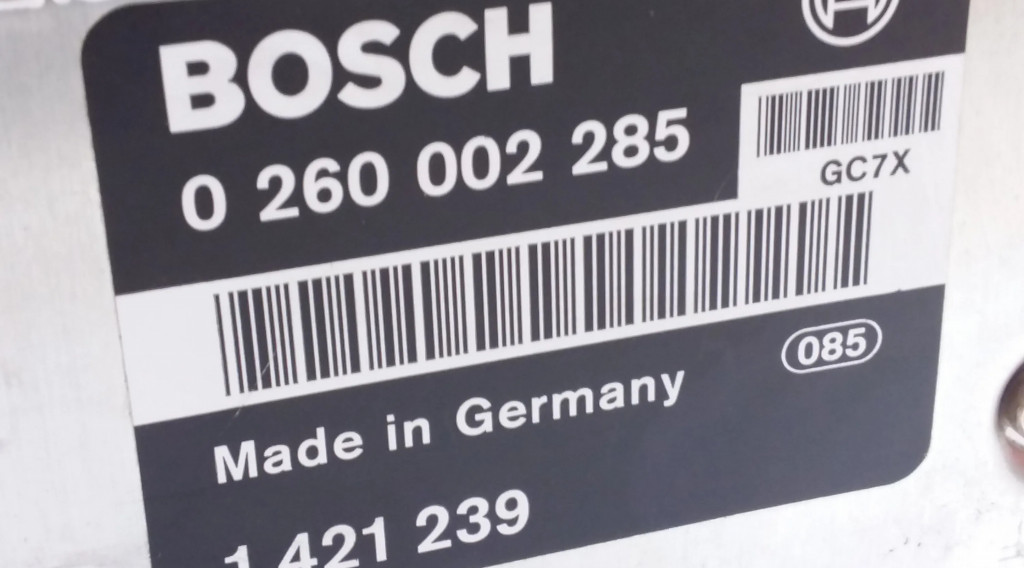 BOSCH
0 260 002 285
GC7X
085
Made in Germany
1 421 239